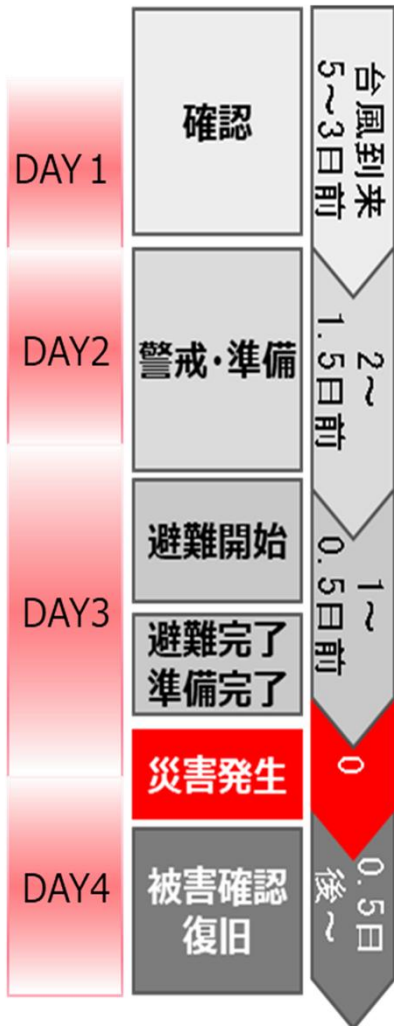 DAY 1
DAY2
DAY3
DAY4
確認
警戒・準備
避難開始
避難完了
準備完了
災害発生
被害確認
復旧
台風到来
5～3日前
2～
1.5日前
1～
0.5日前
0
0.5日
後～